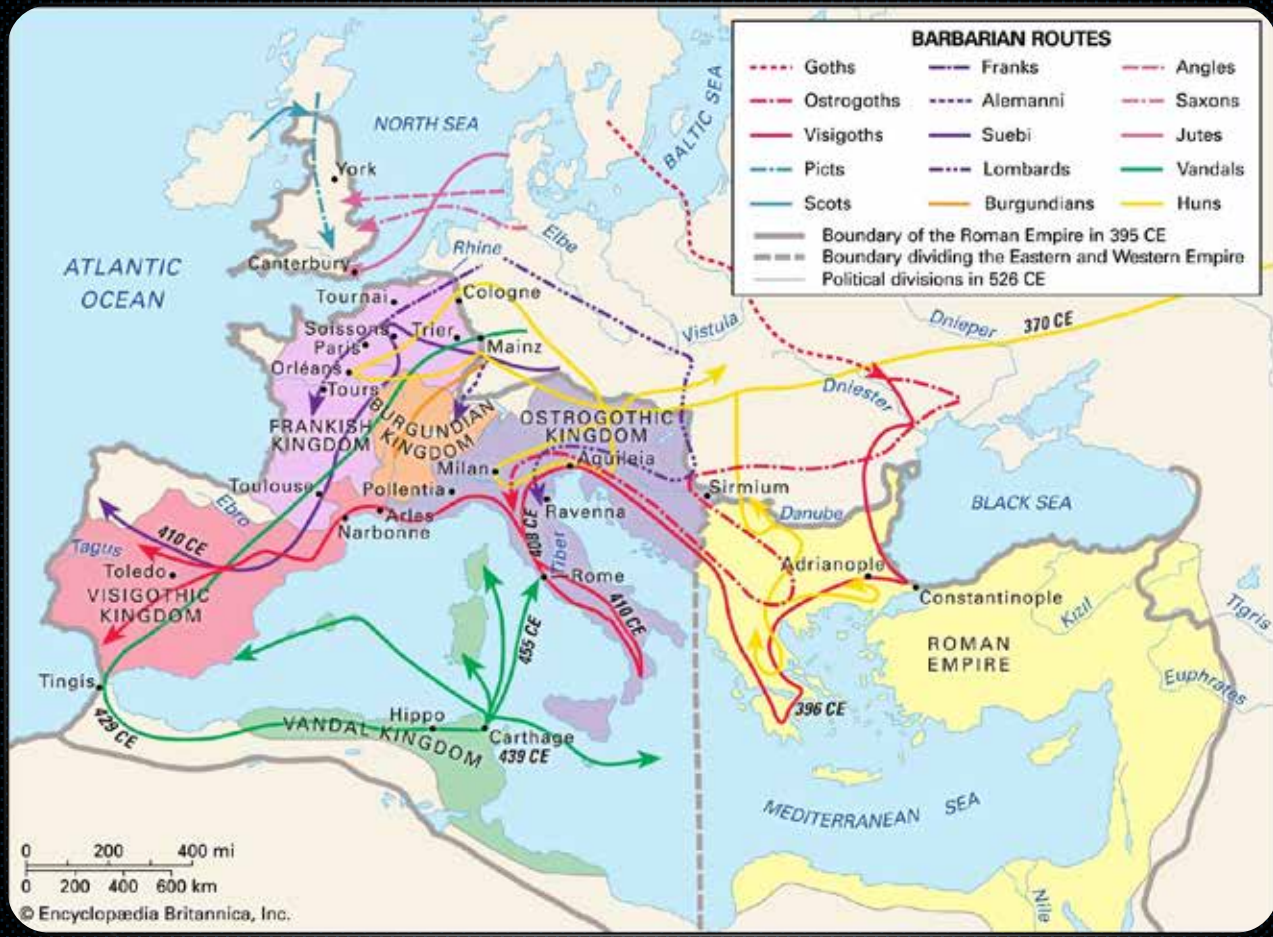 BARBARIAN ROUTES
Goths
Ostrogoths
Visigoths
Picts
Scots
Franks
Alemanni
Suebi
Lombards
Burgundians
Angles
Saxons
Jutes
Vandals
Huns
Boundary of the Roman Empire in 395 CE
Boundary dividing the Eastern and Western Empire
Political divisions in 526 CE
NORTH SEA
BALTIC SEA
York
ATLANTIC
OCEAN
Canterbury
Rhine
Elbe
Tournai
Cologne
Soissons
Trier
Paris
Mainz
Orléans
Tours
Vistula
Dnieper
370 CE
Dniester
FRANKISH
KINGDOM
BURGUNDIAN
KINGDOM
OSTROGOTHIC
KINGDOM
Milan
Aquileia
Toulouse
Pollentia
Ravenna
Sirmium
Danube
BLACK SEA
Ebro
Arles
Narbonne
408 CE
Tiber
410 CE
Tagus
Toledo
VISIGOTHIC
KINGDOM
Rome
410 CE
Adrianople
Constantinople
Kizil
Tigris
ROMAN
EMPIRE
Euphrates
455 CE
Tingis
429 CE
Hippo
VANDAL KINGDOM
Carthage
439 CE
396 CE
MEDITERRANEAN SEA
Nile
0 200 400 mi
0 200 400 600 km
© Encyclopædia Britannica, Inc.